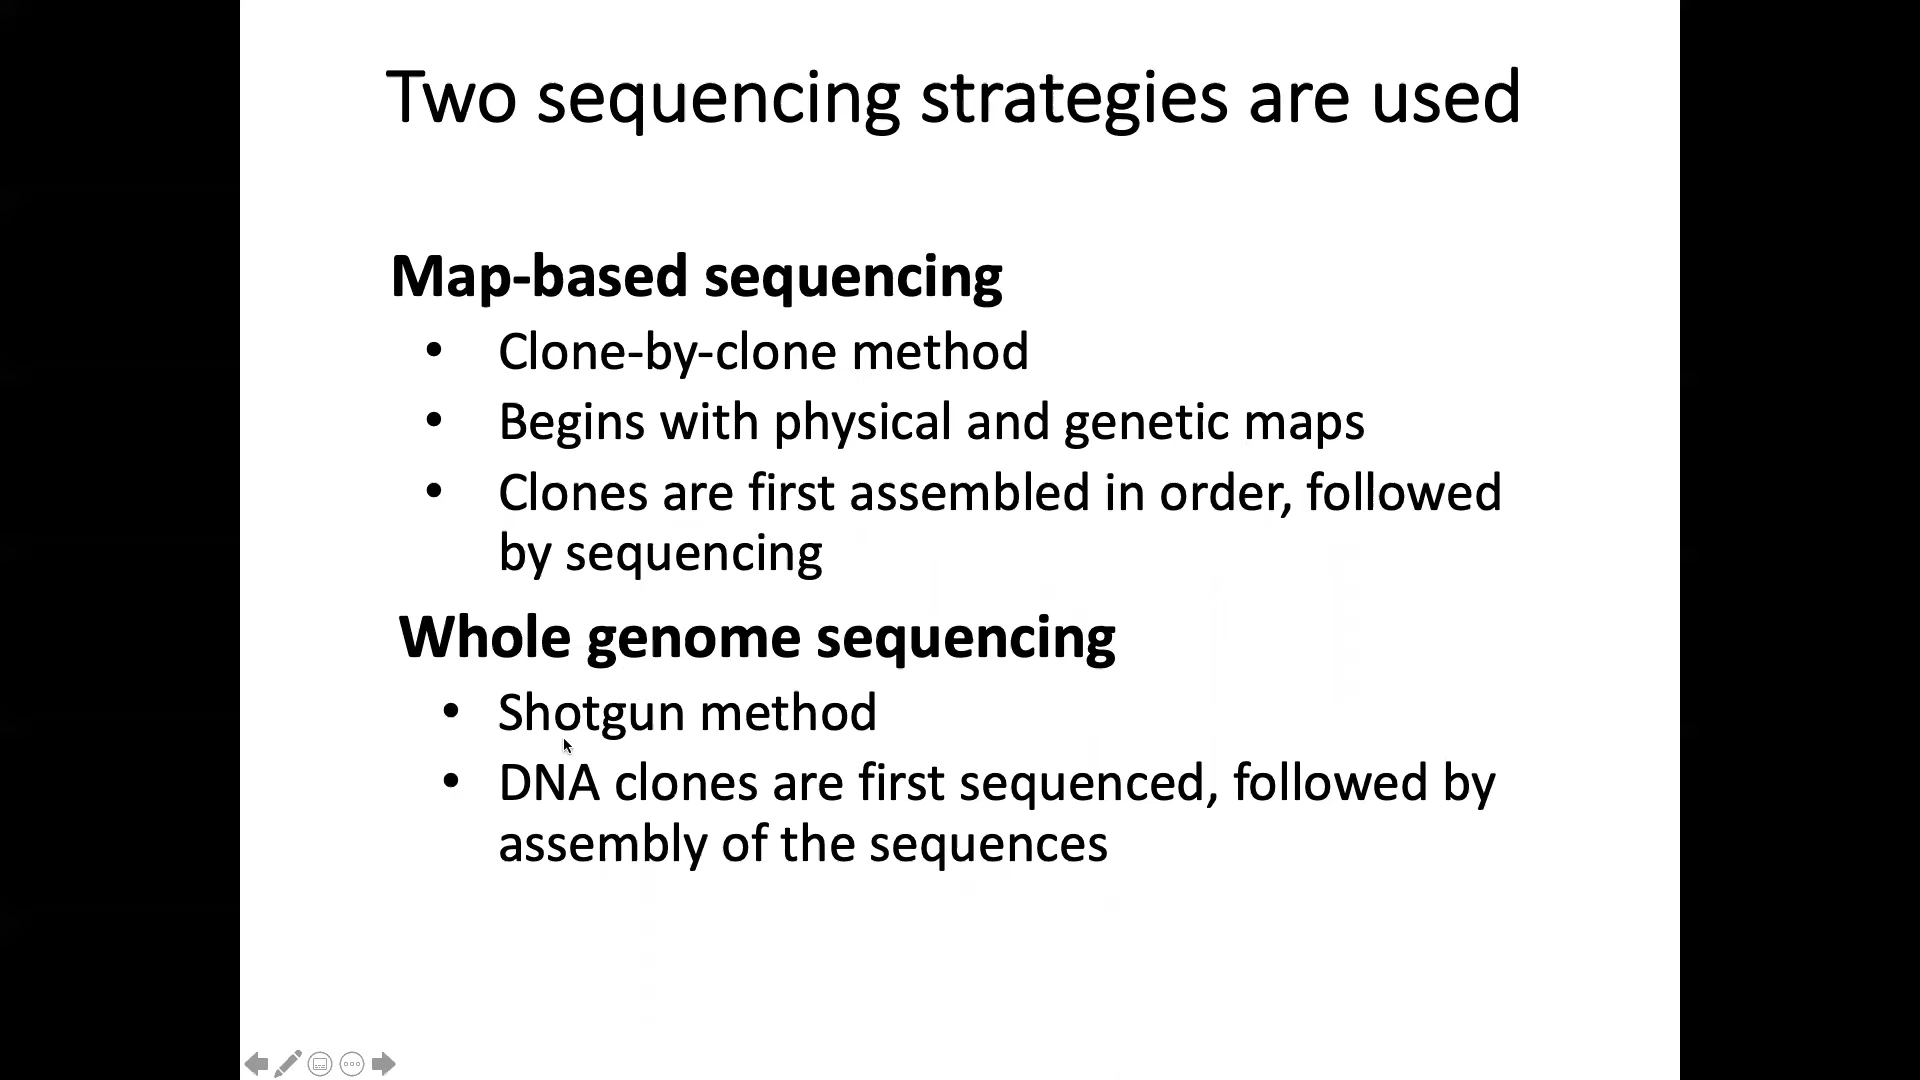 Two sequencing strategies are used
Map-based sequencing
• Clone-by-clone method
• Begins with physical and genetic maps
• Clones are first assembled in order, followed
by sequencing
Whole genome sequencing
• Shotgun method
• DNA clones are first sequenced, followed by
assembly of the sequences